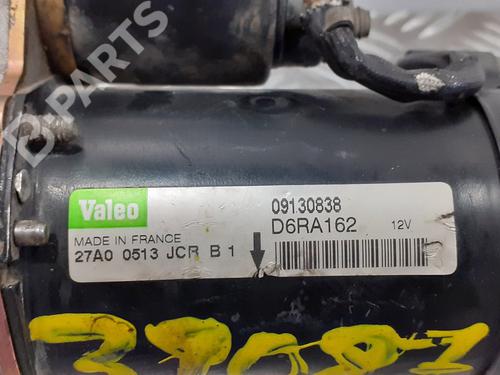 B-PARTS
Valeo
09130838
D6RA162 12V
MADE IN FRANCE
27A0 0513 JCR B 1